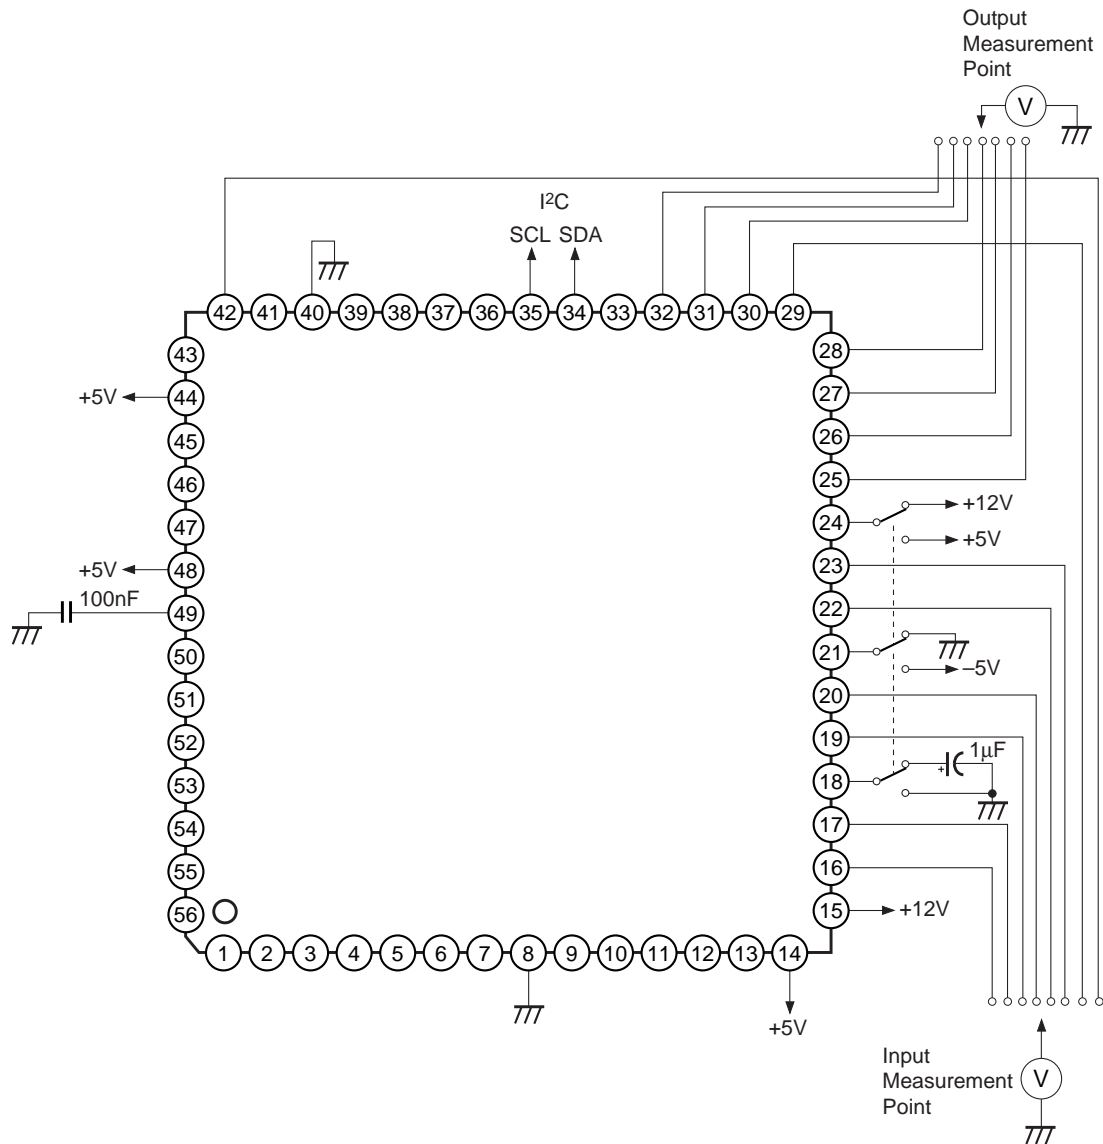 Output
Measurement
Point
V
I²C
SCL SDA
42 41 40 39 38 37 36 35 34 33 32 31 30 29
43
28
44
+5V
27
45
26
46
25
47
24
+12V
+5V
48
+5V
23
49
100nF
22
50
21
–5V
51
20
52
19
1μF
+
53
18
54
17
55
16
56
15
+12V
1 2 3 4 5 6 7 8 9 10 11 12 13 14
+5V
Input
Measurement
Point
V